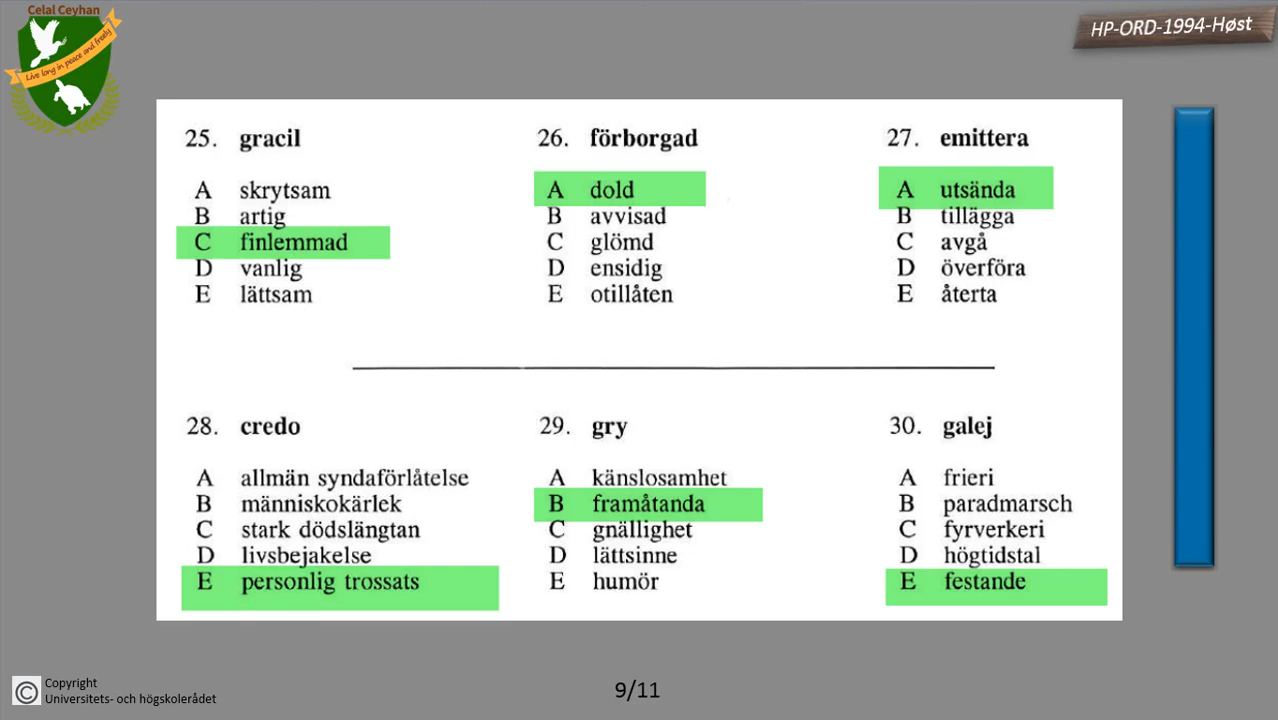 Celal Ceyhan
Live long in peace and freely
HP-ORD-1994-Høst
25. gracil
A skrytsam
B artig
C finlemmad
D vanlig
E lättsam
26. förborgad
A dold
B avvisad
C glömd
D ensidig
E otillåten
27. emittera
A utsända
B tillägga
C avgå
D överföra
E återta
28. credo
A allmän syndaförlåtelse
B människokärlek
C stark dödslängtan
D livsbejakelse
E personlig trossats
29. gry
A känslosamhet
B framåtanda
C gnällighet
D lättsinne
E humör
30. galej
A frieri
B paradmarsch
C fyrverkeri
D högtidstal
E festande
© Copyright
Universitets- och högskolerådet
9/11